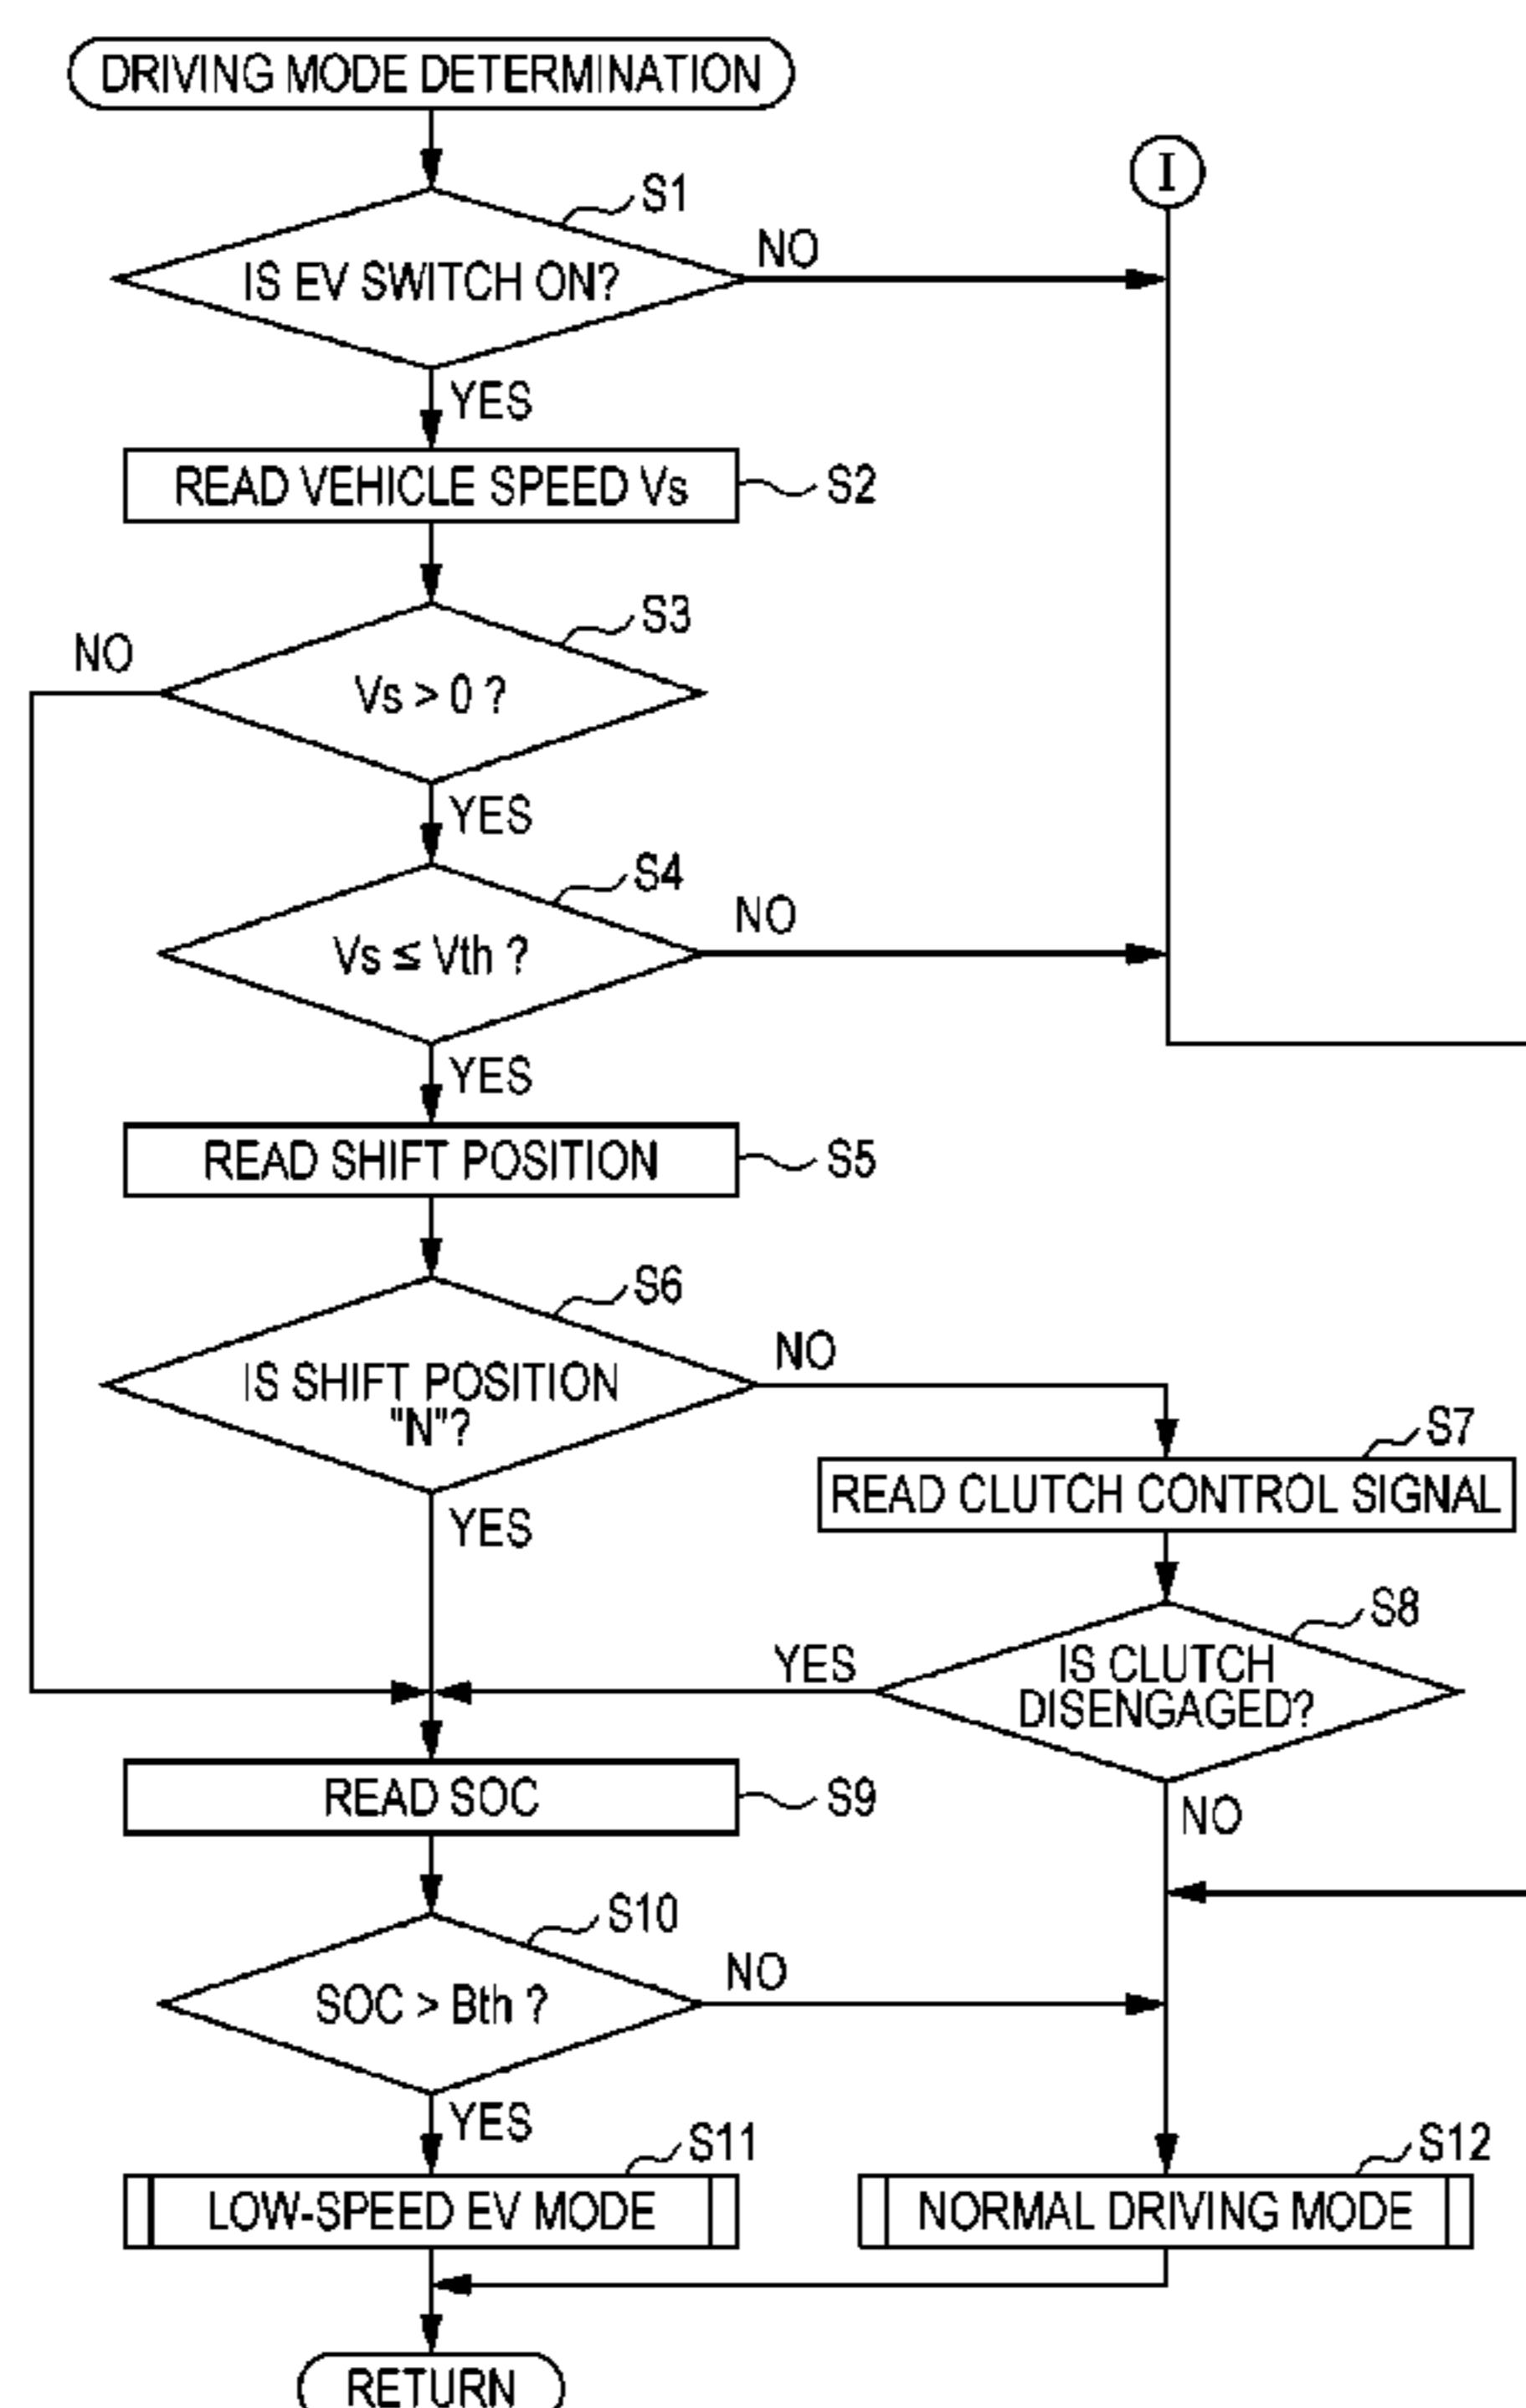 DRIVING MODE DETERMINATION
I
S1
IS EV SWITCH ON?
NO
YES
READ VEHICLE SPEED Vs
S2
S3
NO
Vs > 0 ?
YES
S4
Vs ≤ Vth ?
NO
YES
READ SHIFT POSITION
S5
S6
IS SHIFT POSITION
"N"?
NO
YES
S7
READ CLUTCH CONTROL SIGNAL
S8
IS CLUTCH
DISENGAGED?
YES
NO
READ SOC
S9
S10
SOC > Bth ?
NO
YES
S11
LOW-SPEED EV MODE
S12
NORMAL DRIVING MODE
RETURN